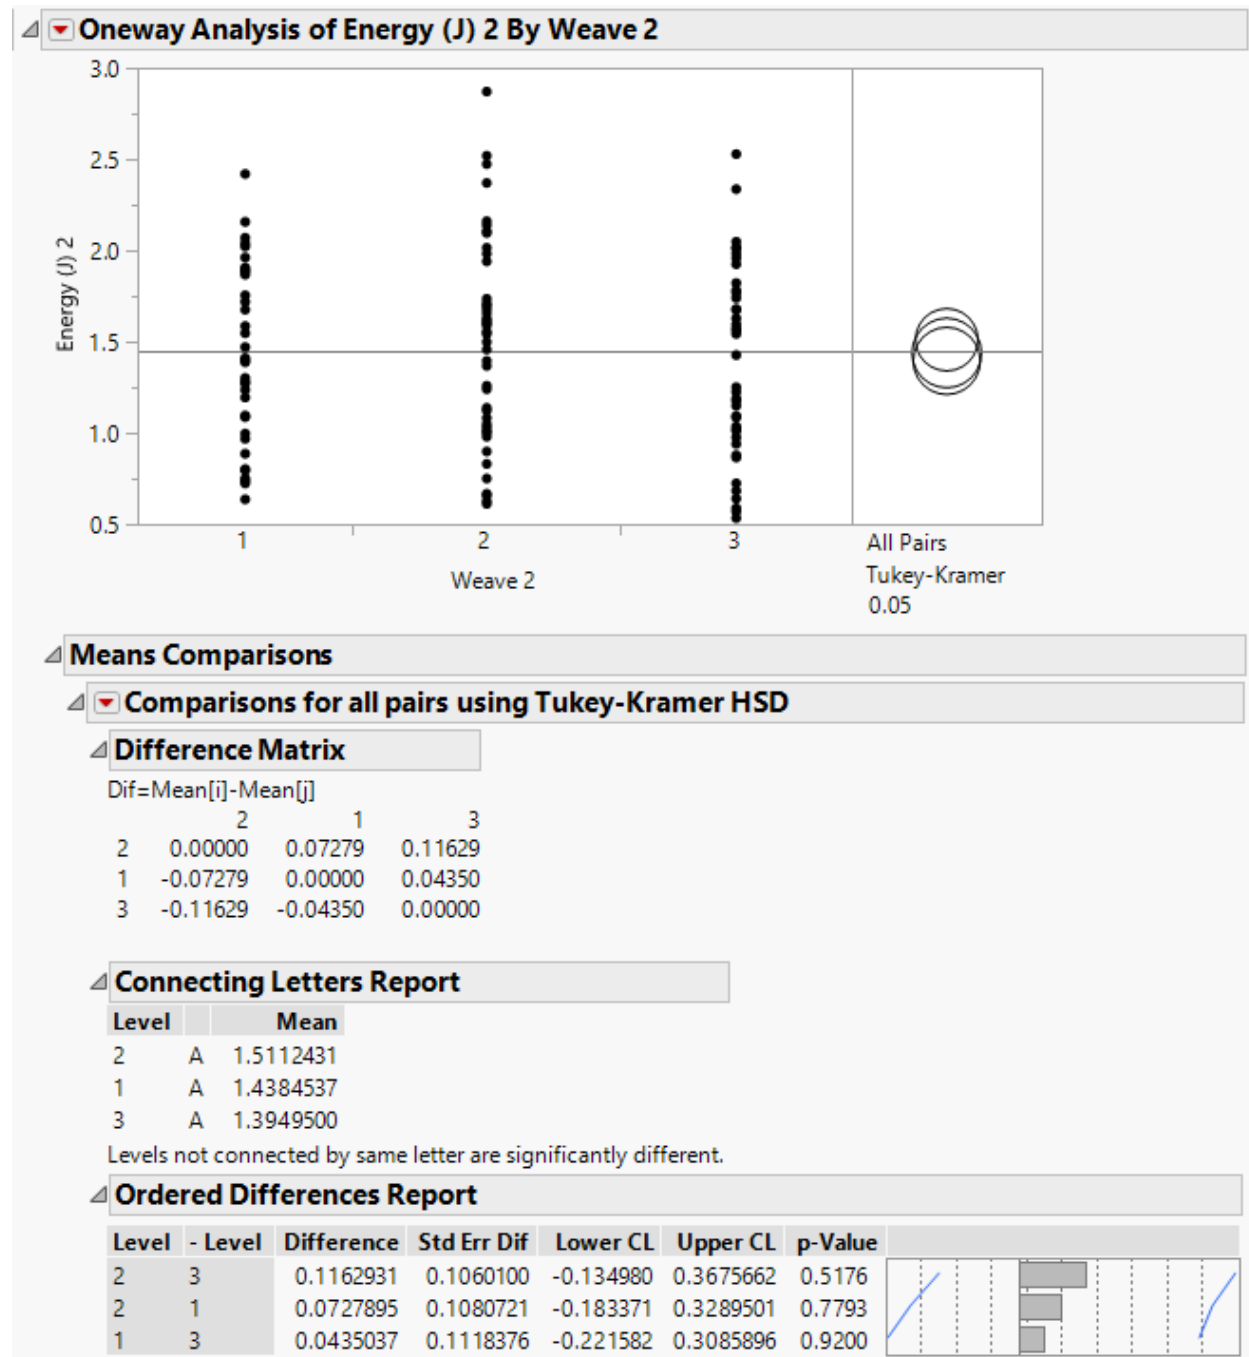 Oneway Analysis of Energy (J) 2 By Weave 2
3.0
2.5
2.0
1.5
1.0
0.5
Energy (J) 2
1 2 3
Weave 2
All Pairs
Tukey-Kramer
0.05
Means Comparisons
Comparisons for all pairs using Tukey-Kramer HSD
Difference Matrix
Dif=Mean[i]-Mean[j]
2 1 3
2 0.00000 0.07279 0.11629
1 -0.07279 0.00000 0.04350
3 -0.11629 -0.04350 0.00000
Connecting Letters Report
Level Mean
2 A 1.5112431
1 A 1.4384537
3 A 1.3949500
Levels not connected by same letter are significantly different.
Ordered Differences Report
Level - Level Difference Std Err Dif Lower CL Upper CL p-Value
2 3 0.1162931 0.1060100 -0.134980 0.3675662 0.5176
2 1 0.0727895 0.1080721 -0.183371 0.3289501 0.7793
1 3 0.0435037 0.1118376 -0.221582 0.3085896 0.9200